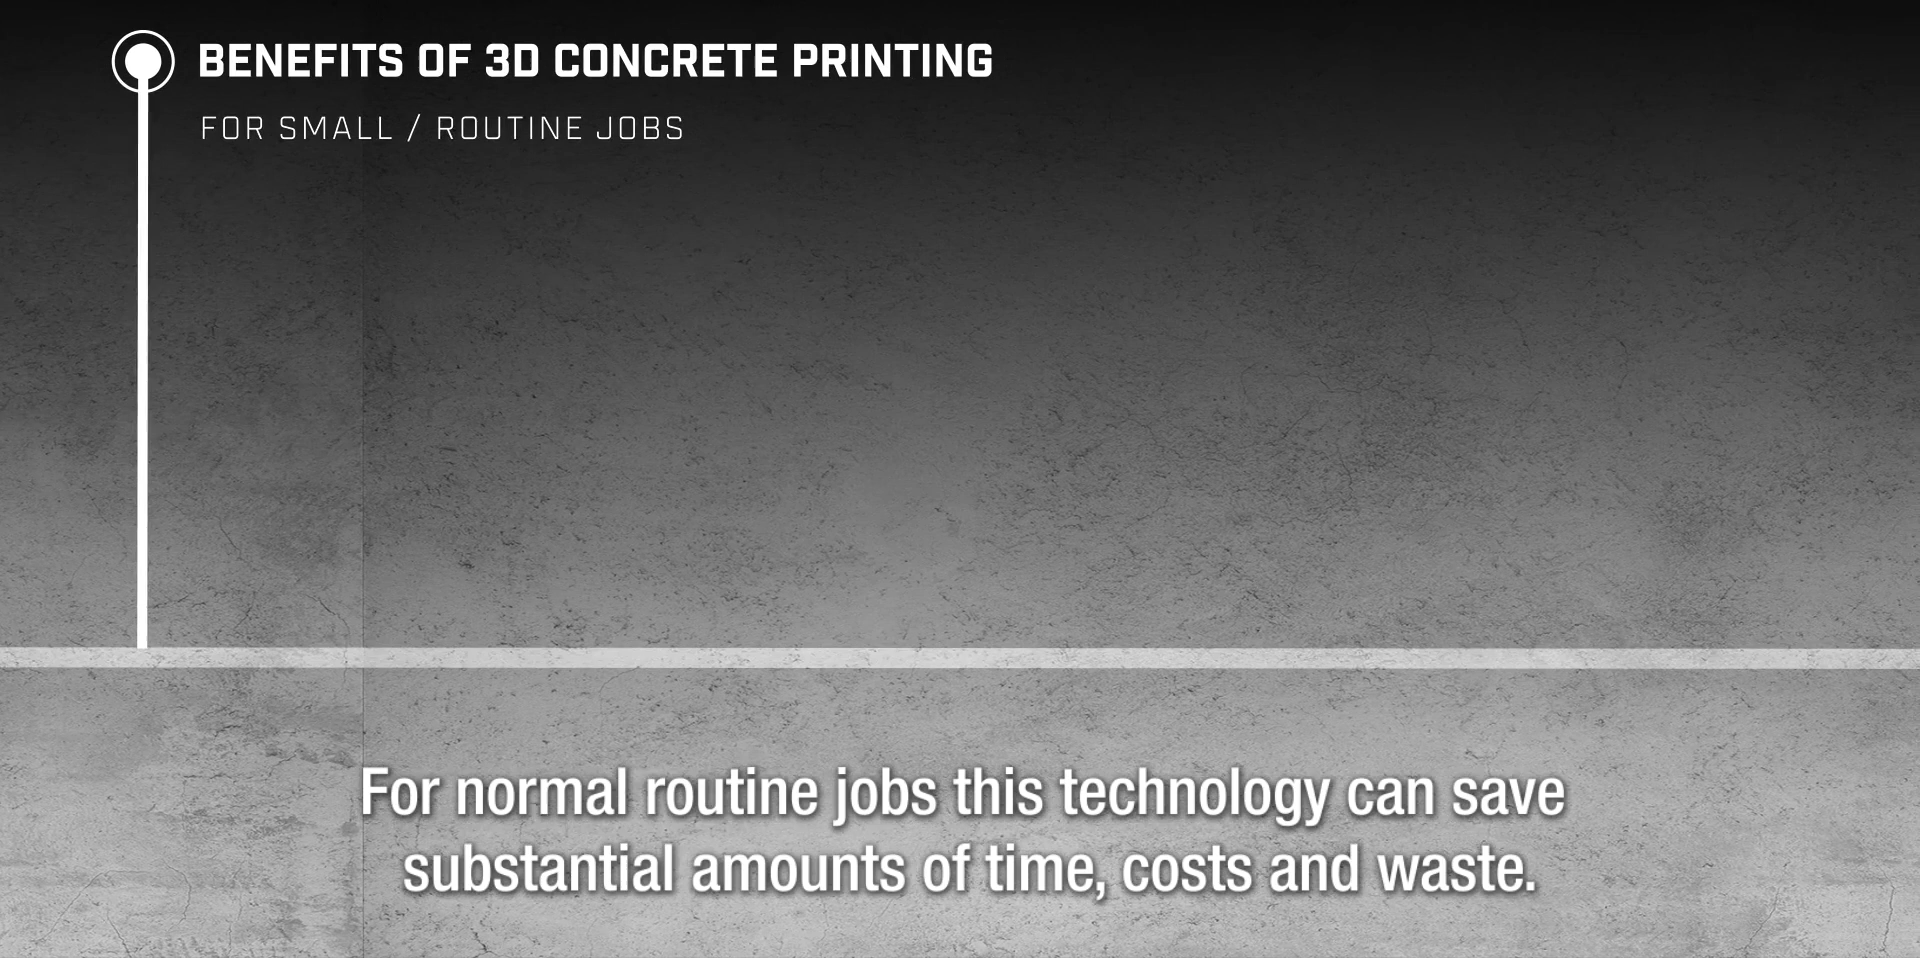 BENEFITS OF 3D CONCRETE PRINTING
FOR SMALL / ROUTINE JOBS
For normal routine jobs this technology can save
substantial amounts of time, costs and waste.